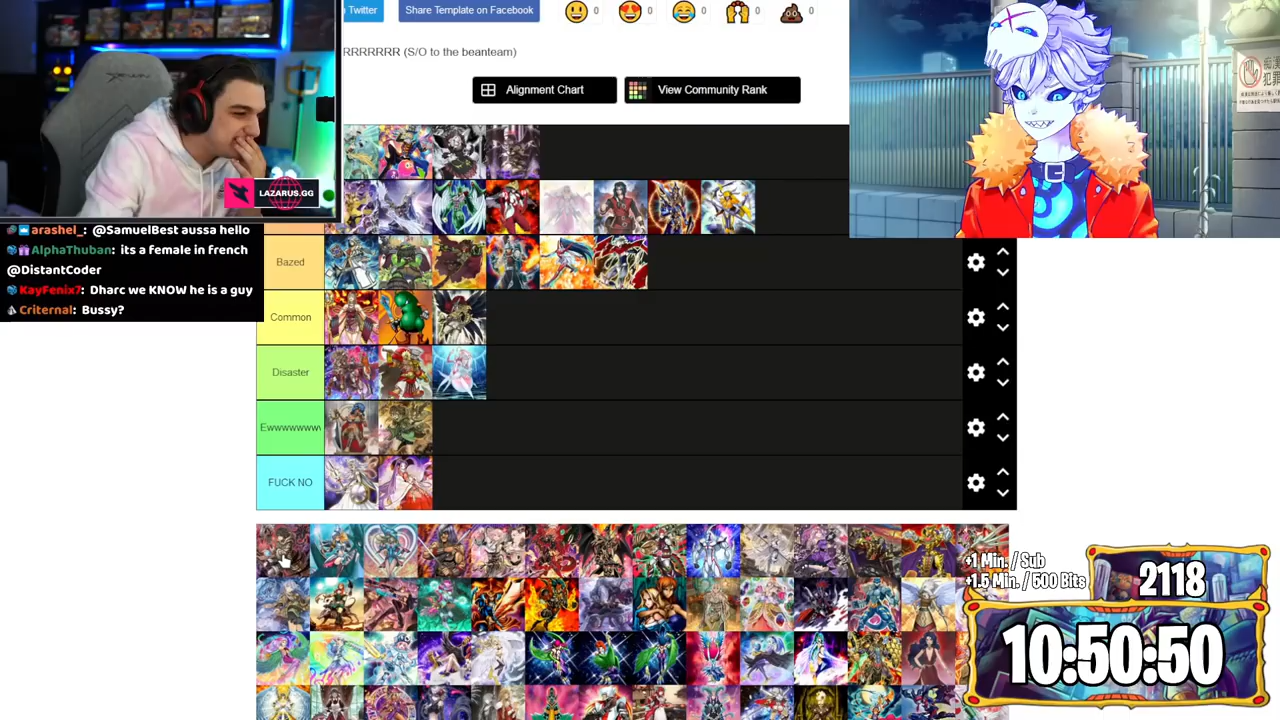 Twitter
Share Template on Facebook
0
0
0
0
0
RRRRRRR (S/O to the beanteam)
Alignment Chart
View Community Rank
LAZARUS.GG
arashel_: @SamuelBest aussa hello
AlphaThuban: its a female in french
@DistantCoder
KayFenix7: Dharc we KNOW he is a guy
Criternal: Bussy?
Bazed
Common
Disaster
Ewwwwwwwv
FUCK NO
+1 Min. / Sub
+1.5 Min. / 500 Bits
2118
10:50:50